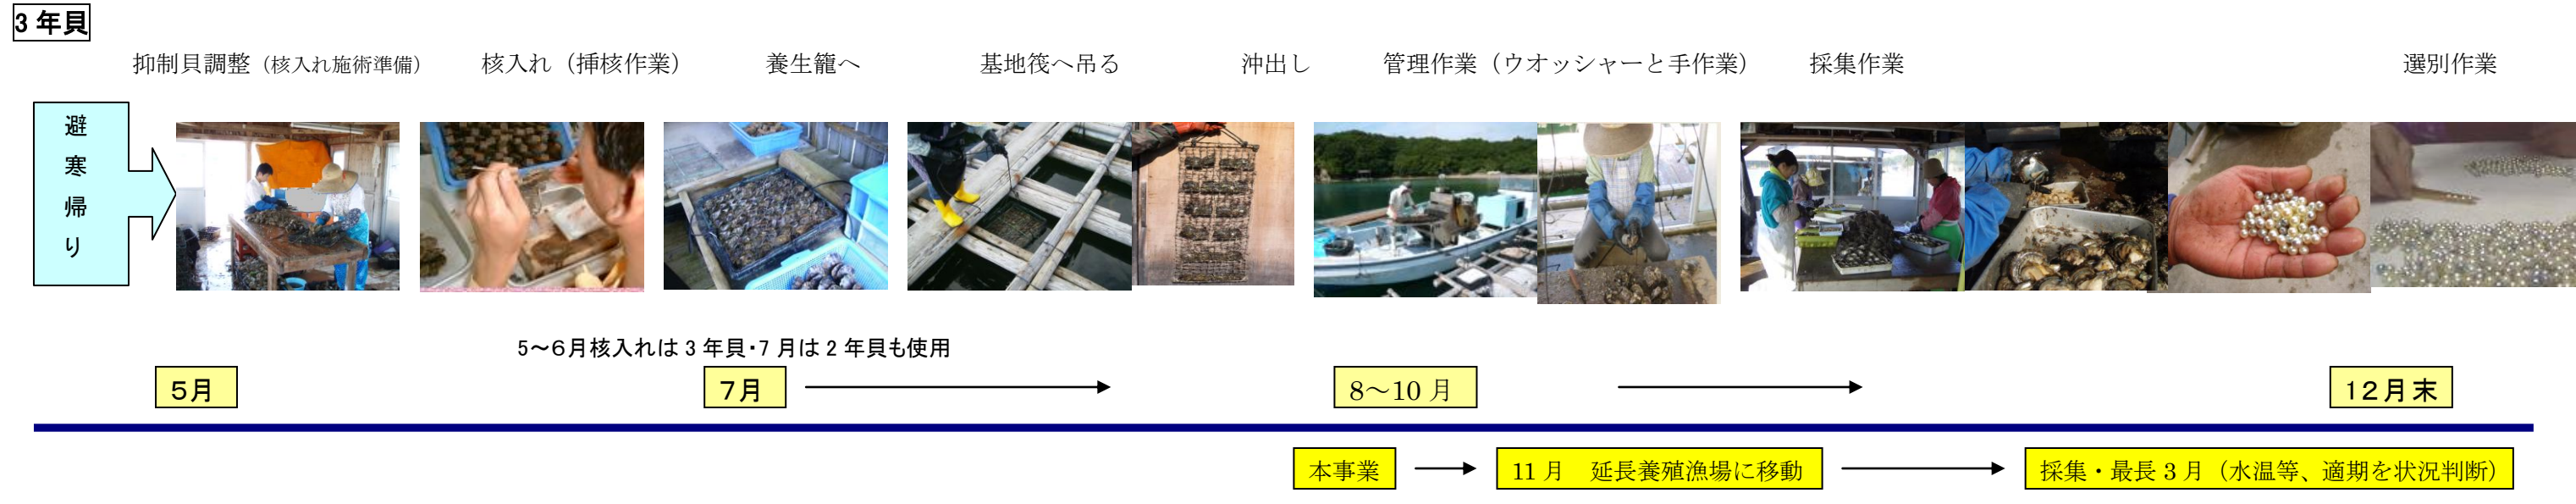 3年貝
抑制貝調整（核入れ施術準備）　核入れ（挿核作業）　養生籠へ　基地筏へ吊る　沖出し　管理作業（ウオッシャーと手作業）　採集作業　選別作業
避寒帰り
5～6月核入れは3年貝・7月は2年貝も使用
5月　7月　8～10月　12月末
本事業　11月　延長養殖漁場に移動　採集・最長3月（水温等、適期を状況判断）